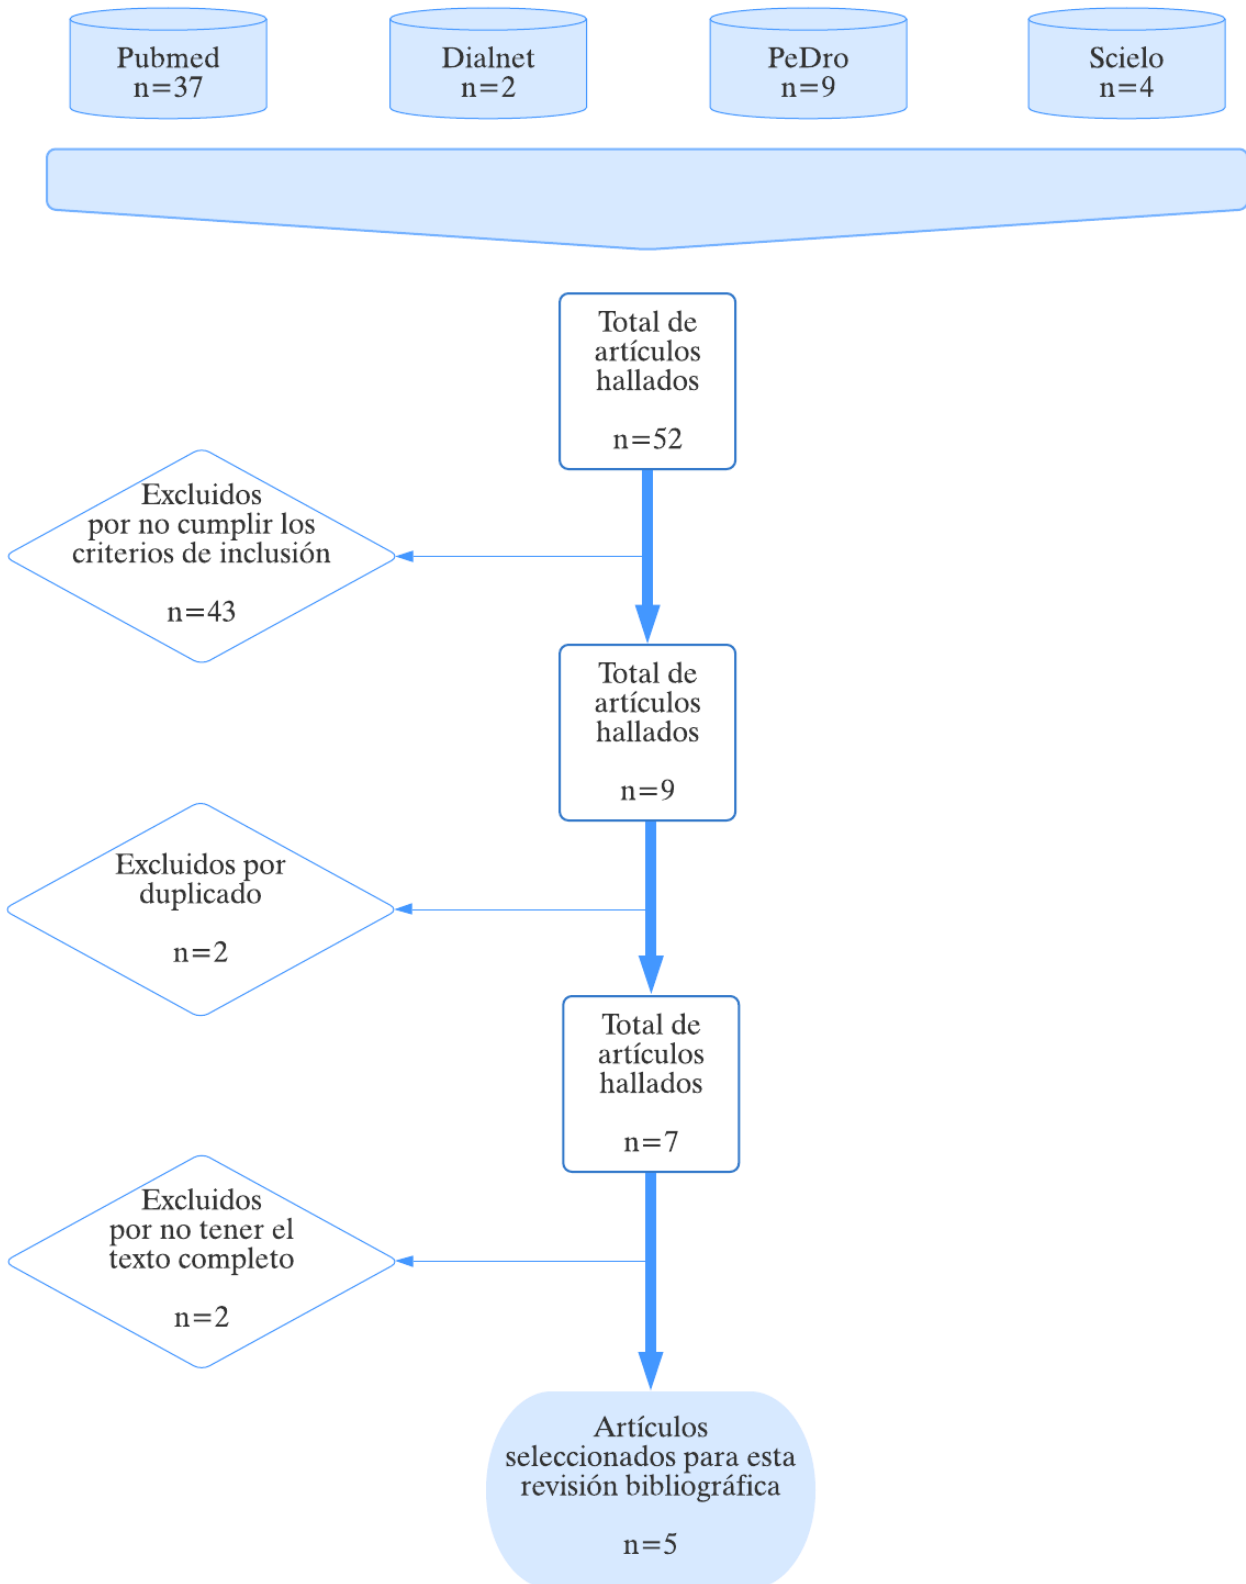 Pubmed
n=37
Dialnet
n=2
PeDro
n=9
Scielo
n=4
Total de
artículos
hallados
n=52
Excluidos
por no cumplir los
criterios de inclusión
n=43
Total de
artículos
hallados
n=9
Excluidos por
duplicado
n=2
Total de
artículos
hallados
n=7
Excluidos
por no tener el
texto completo
n=2
Artículos
seleccionados para esta
revisión bibliográfica
n=5